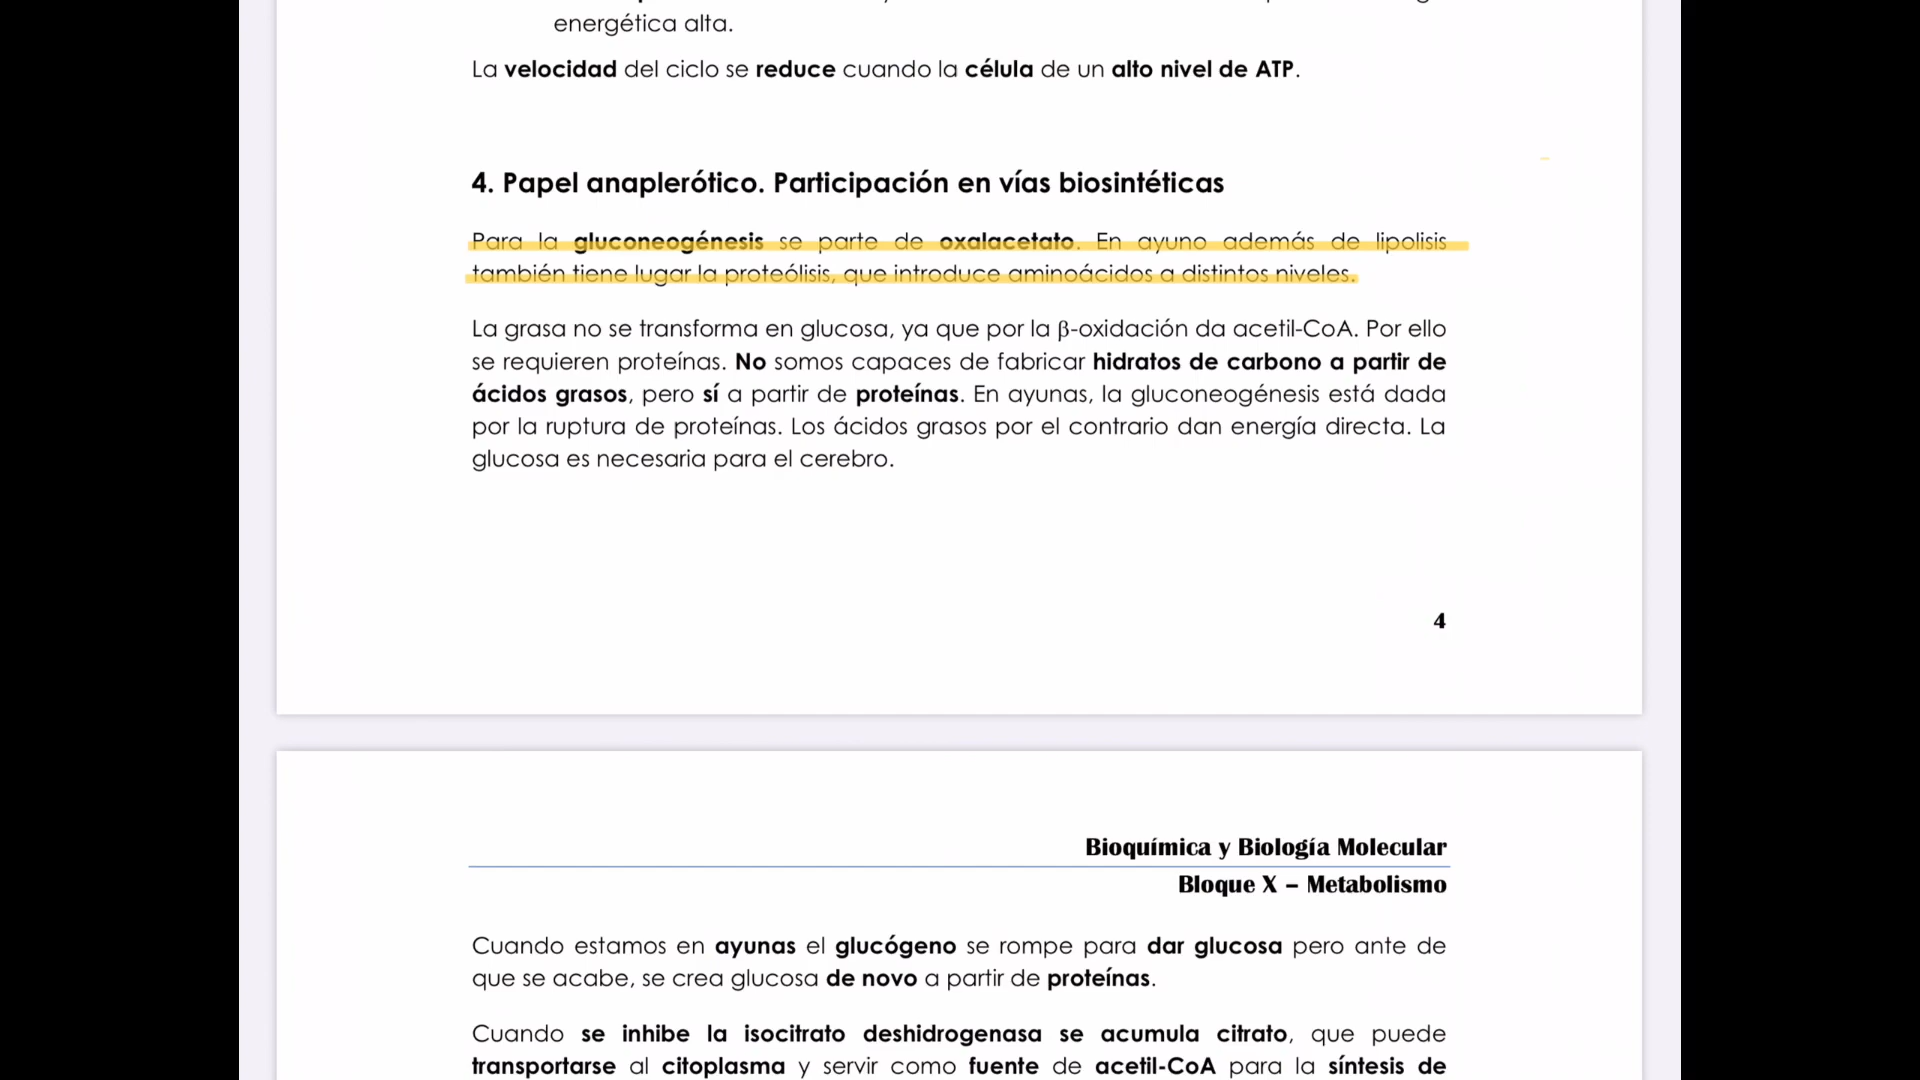 energética alta.
La velocidad del ciclo se reduce cuando la célula de un alto nivel de ATP.
4. Papel anaplerótico. Participación en vías biosintéticas
Para la gluconeogénesis se parte de oxalacetato. En ayuno además de lipolisis
también tiene lugar la proteólisis, que introduce aminoácidos a distintos niveles.
La grasa no se transforma en glucosa, ya que por la β-oxidación da acetil-CoA. Por ello
se requieren proteínas. No somos capaces de fabricar hidratos de carbono a partir de
ácidos grasos, pero sí a partir de proteínas. En ayunas, la gluconeogénesis está dada
por la ruptura de proteínas. Los ácidos grasos por el contrario dan energía directa. La
glucosa es necesaria para el cerebro.
4
Bioquímica y Biología Molecular
Bloque X – Metabolismo
Cuando estamos en ayunas el glucógeno se rompe para dar glucosa pero ante de
que se acabe, se crea glucosa de novo a partir de proteínas.
Cuando se inhibe la isocitrato deshidrogenasa se acumula citrato, que puede
transportarse al citoplasma y servir como fuente de acetil-CoA para la síntesis de